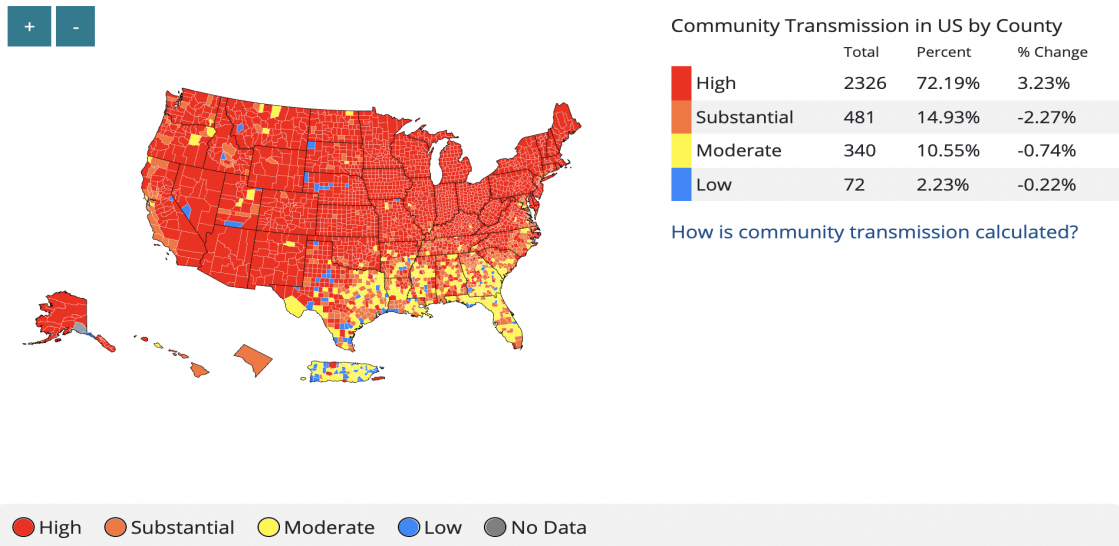 + -
Community Transmission in US by County
Total Percent % Change
High 2326 72.19% 3.23%
Substantial 481 14.93% -2.27%
Moderate 340 10.55% -0.74%
Low 72 2.23% -0.22%
How is community transmission calculated?
High Substantial Moderate Low No Data